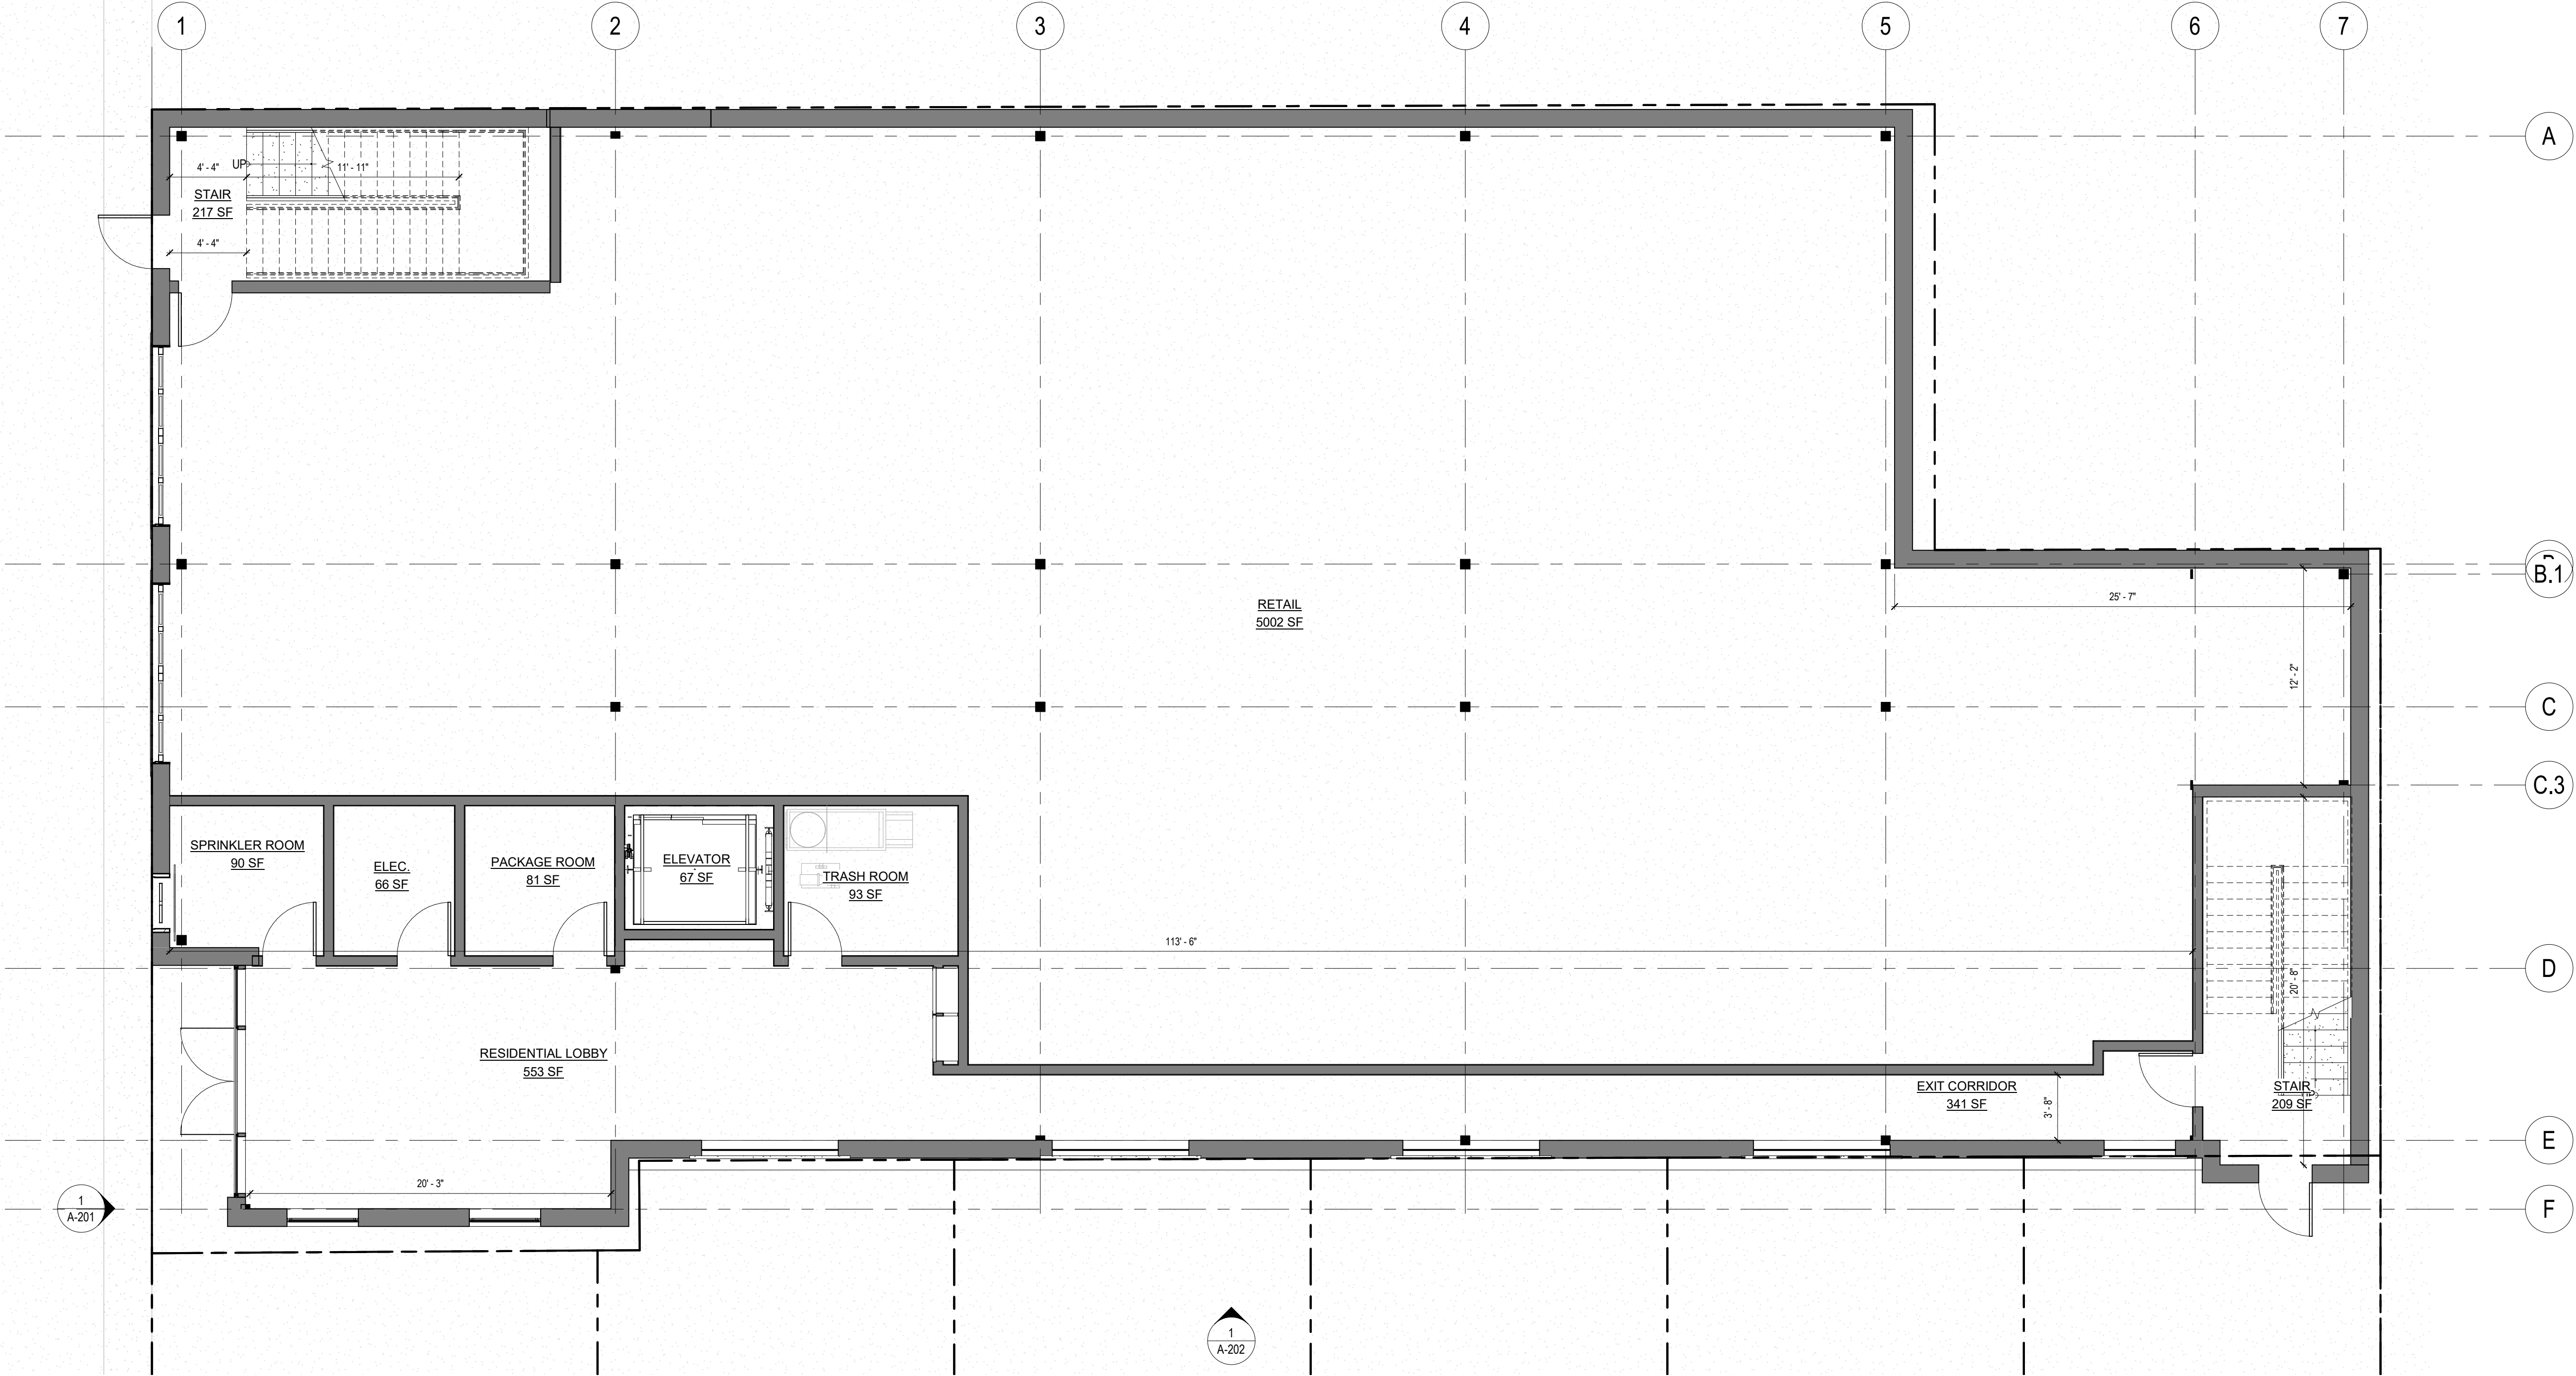 1
2
3
4
5
6
7
A
4' - 4"
UP
11' - 11"
STAIR
217 SF
4' - 4"
B.1
25' - 7"
RETAIL
5002 SF
12' - 2"
C
C.3
SPRINKLER ROOM
90 SF
ELEC.
66 SF
PACKAGE ROOM
81 SF
ELEVATOR
67 SF
TRASH ROOM
93 SF
113' - 6"
D
20' - 8"
RESIDENTIAL LOBBY
553 SF
EXIT CORRIDOR
341 SF
3' - 8"
STAIR
209 SF
E
20' - 3"
F
1
A-201
1
A-202